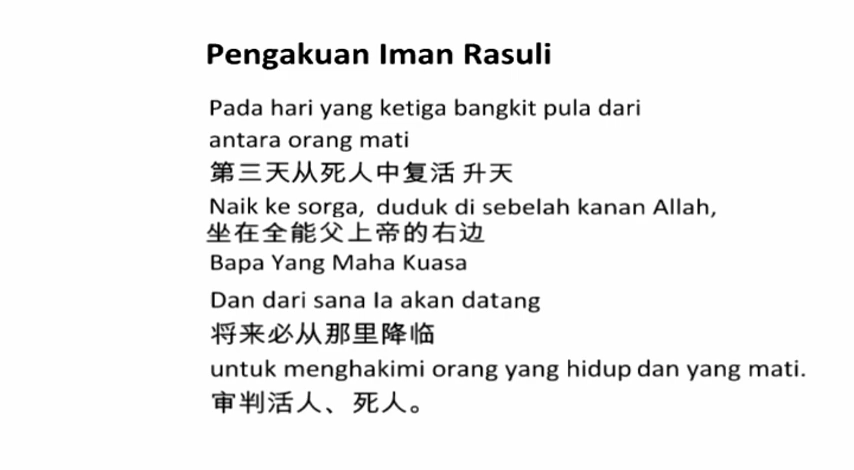 Pengakuan Iman Rasuli
Pada hari yang ketiga bangkit pula dari
antara orang mati
第三天从死人中复活 升天
Naik ke sorga, duduk di sebelah kanan Allah,
坐在全能父上帝的右边
Bapa Yang Maha Kuasa
Dan dari sana Ia akan datang
将来必从那里降临
untuk menghakimi orang yang hidup dan yang mati.
审判活人、死人。